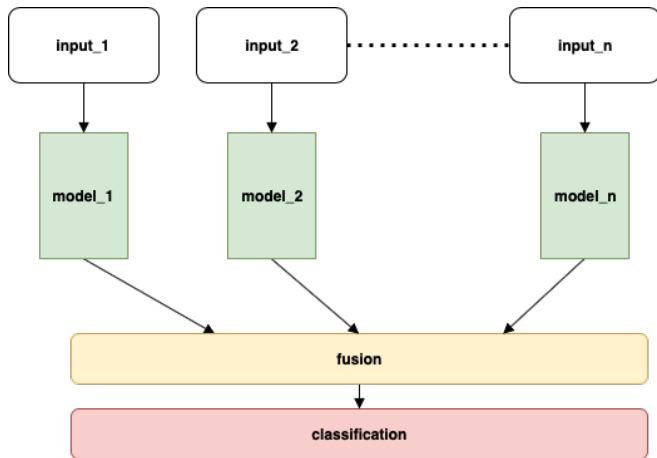 input_1
input_2
input_n
model_1
model_2
model_n
fusion
classification